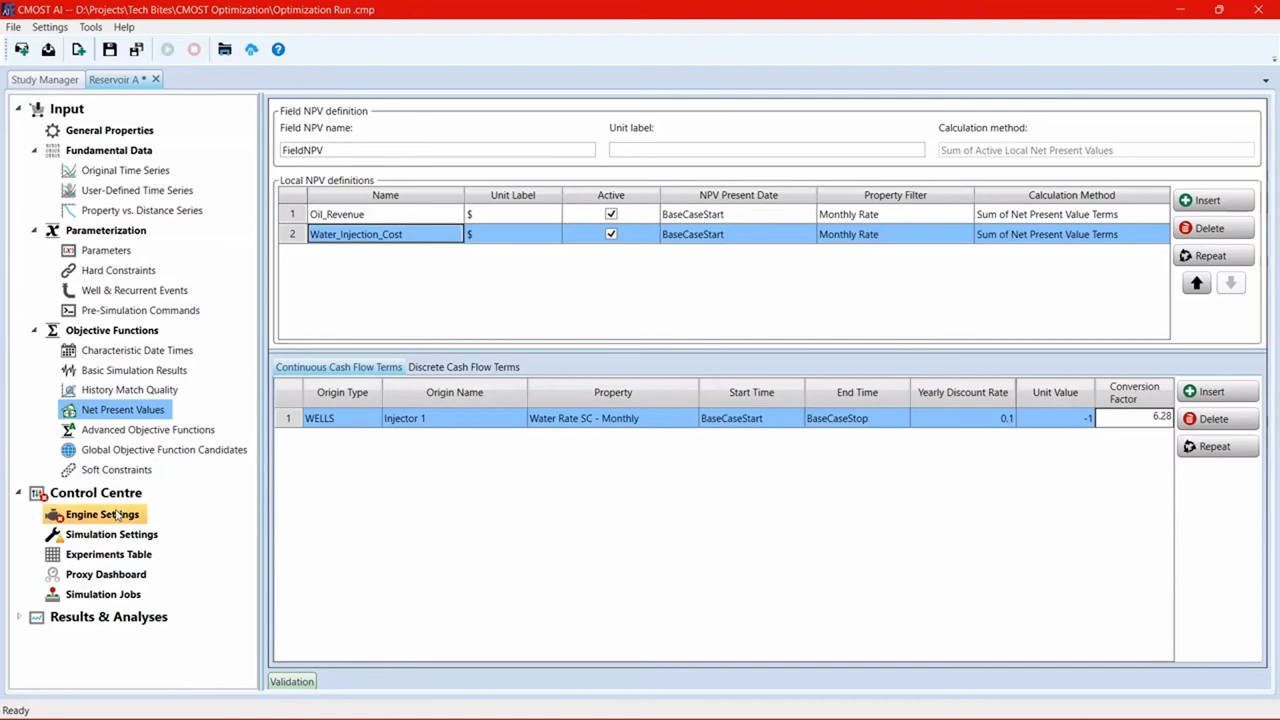 CMOST AI -- D:\Projects\Tech Bites\CMOST Optimization\Optimization Run .cmp
File Settings Tools Help
Study Manager Reservoir A *
Input
General Properties
Fundamental Data
Original Time Series
User-Defined Time Series
Property vs. Distance Series
Parameterization
Parameters
Hard Constraints
Well & Recurrent Events
Pre-Simulation Commands
Objective Functions
Characteristic Date Times
Basic Simulation Results
History Match Quality
Net Present Values
Advanced Objective Functions
Global Objective Function Candidates
Soft Constraints
Control Centre
Engine Settings
Simulation Settings
Experiments Table
Proxy Dashboard
Simulation Jobs
Results & Analyses
Field NPV definition
Field NPV name: Unit label: Calculation method:
FieldNPV Sum of Active Local Net Present Values
Local NPV definitions
Name Unit Label Active NPV Present Date Property Filter Calculation Method
1 Oil_Revenue $ BaseCaseStart Monthly Rate Sum of Net Present Value Terms
2 Water_Injection_Cost $ BaseCaseStart Monthly Rate Sum of Net Present Value Terms
Insert
Delete
Repeat
Continuous Cash Flow Terms Discrete Cash Flow Terms
Origin Type Origin Name Property Start Time End Time Yearly Discount Rate Unit Value Conversion Factor
1 WELLS Injector 1 Water Rate SC - Monthly BaseCaseStart BaseCaseStop 0.1 -1 6.28
Insert
Delete
Repeat
Validation
Ready